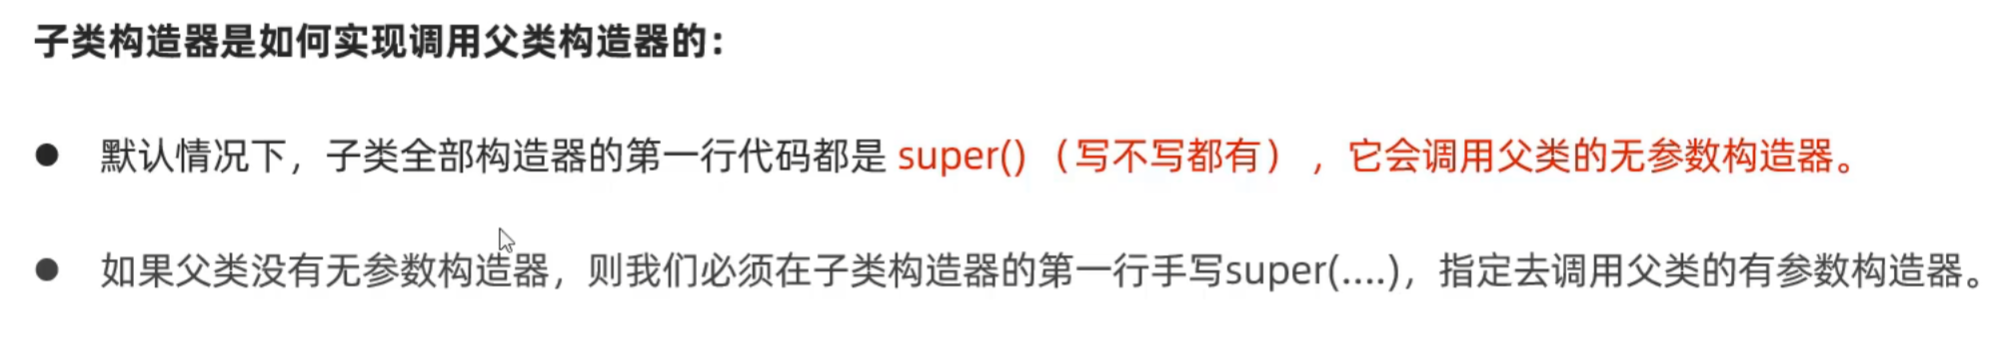 子类构造器是如何实现调用父类构造器的：
● 默认情况下，子类全部构造器的第一行代码都是 super() （写不写都有） ，它会调用父类的无参数构造器。
● 如果父类没有无参数构造器，则我们必须在子类构造器的第一行手写super(....)，指定去调用父类的有参数构造器。